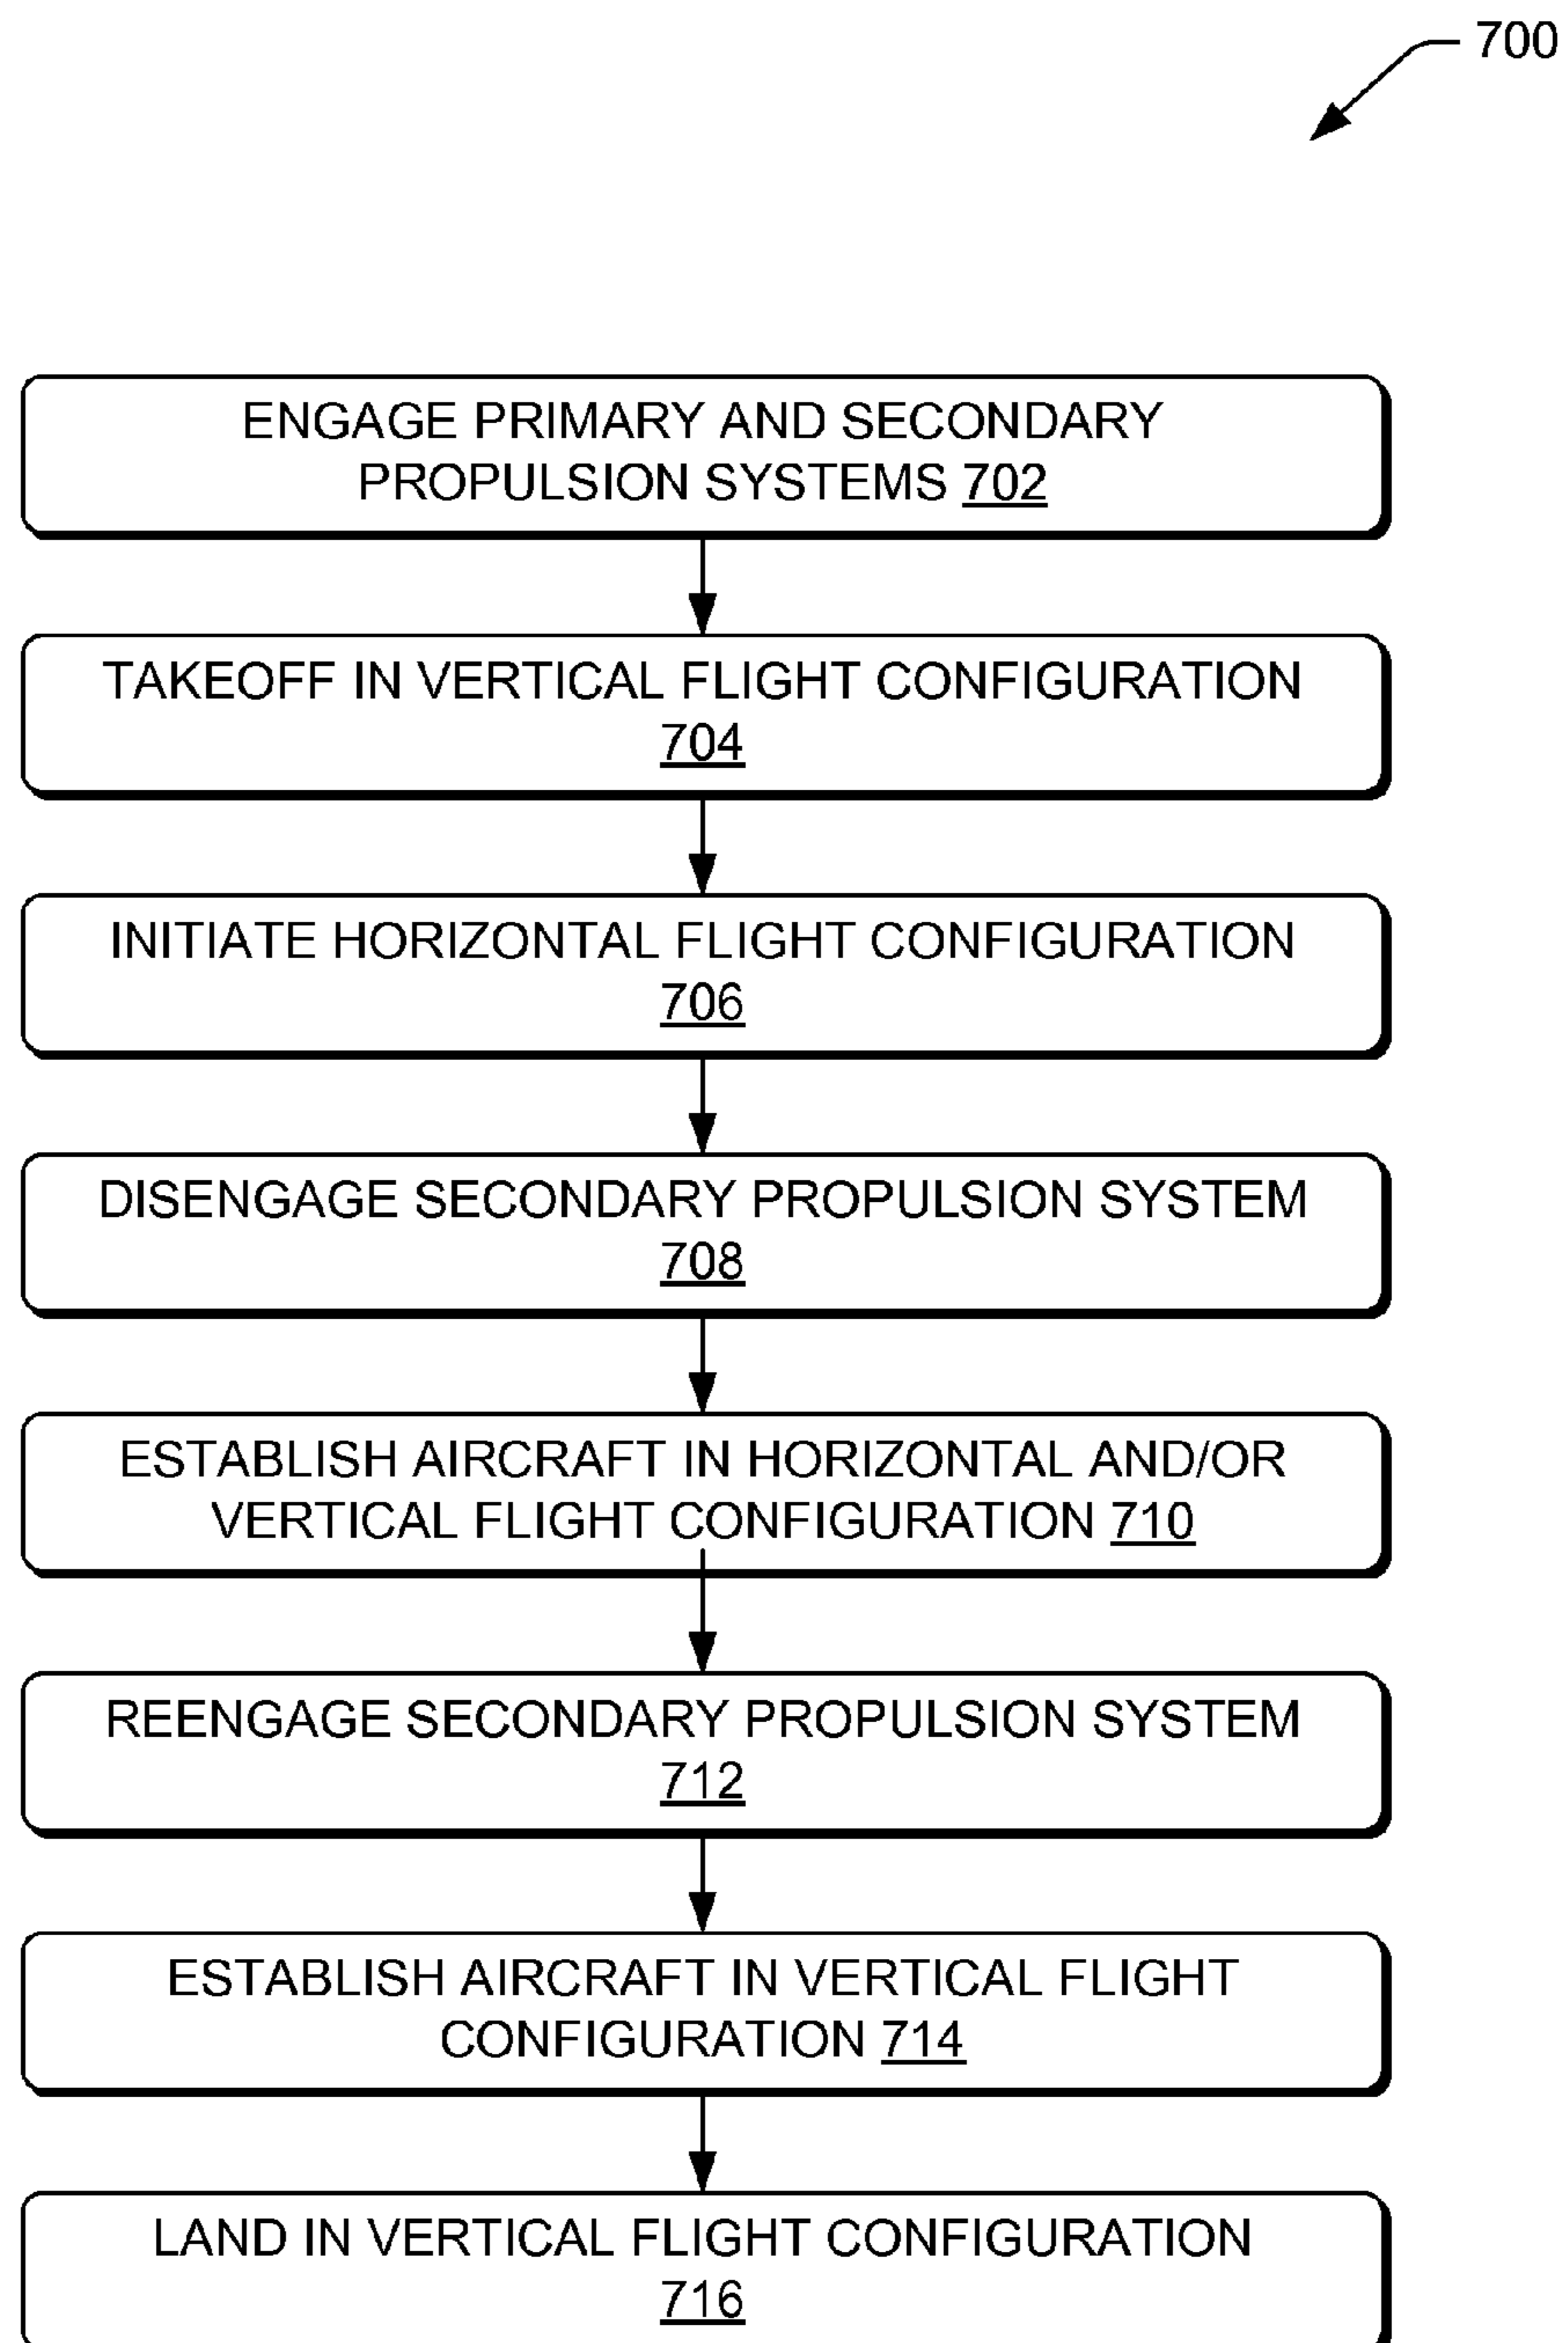 700
ENGAGE PRIMARY AND SECONDARY
PROPULSION SYSTEMS 702
TAKEOFF IN VERTICAL FLIGHT CONFIGURATION
704
INITIATE HORIZONTAL FLIGHT CONFIGURATION
706
DISENGAGE SECONDARY PROPULSION SYSTEM
708
ESTABLISH AIRCRAFT IN HORIZONTAL AND/OR
VERTICAL FLIGHT CONFIGURATION 710
REENGAGE SECONDARY PROPULSION SYSTEM
712
ESTABLISH AIRCRAFT IN VERTICAL FLIGHT
CONFIGURATION 714
LAND IN VERTICAL FLIGHT CONFIGURATION
716